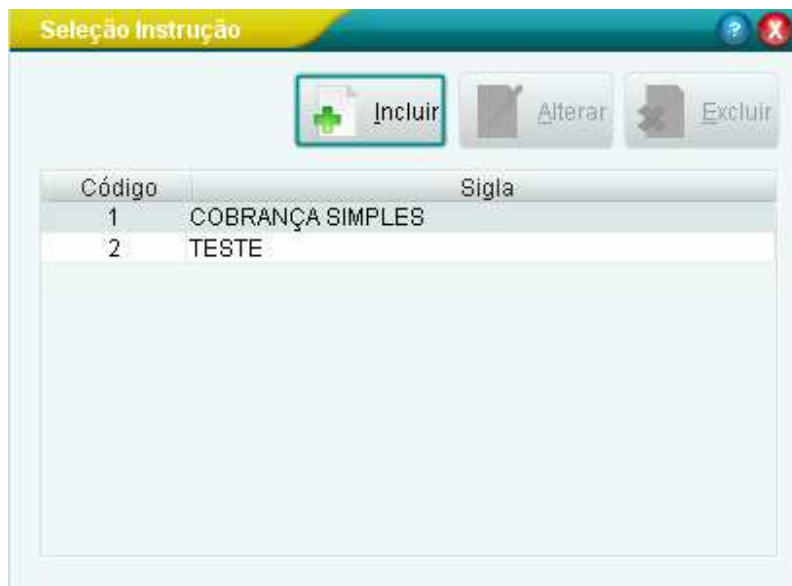 Seleção Instrução
Incluir Alterar Excluir
Código Sigla
1 COBRANÇA SIMPLES
2 TESTE